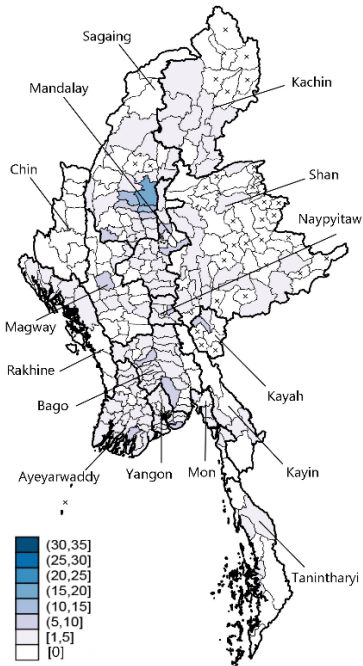 Sagaing
Kachin
Mandalay
Chin
Shan
Naypyitaw
Magway
Rakhine
Kayah
Bago
Ayeyarwaddy
Yangon
Mon
Kayin
Tanintharyi
(30,35]
(25,30]
(20,25]
(15,20]
(10,15]
(5,10]
[1,5]
[0]